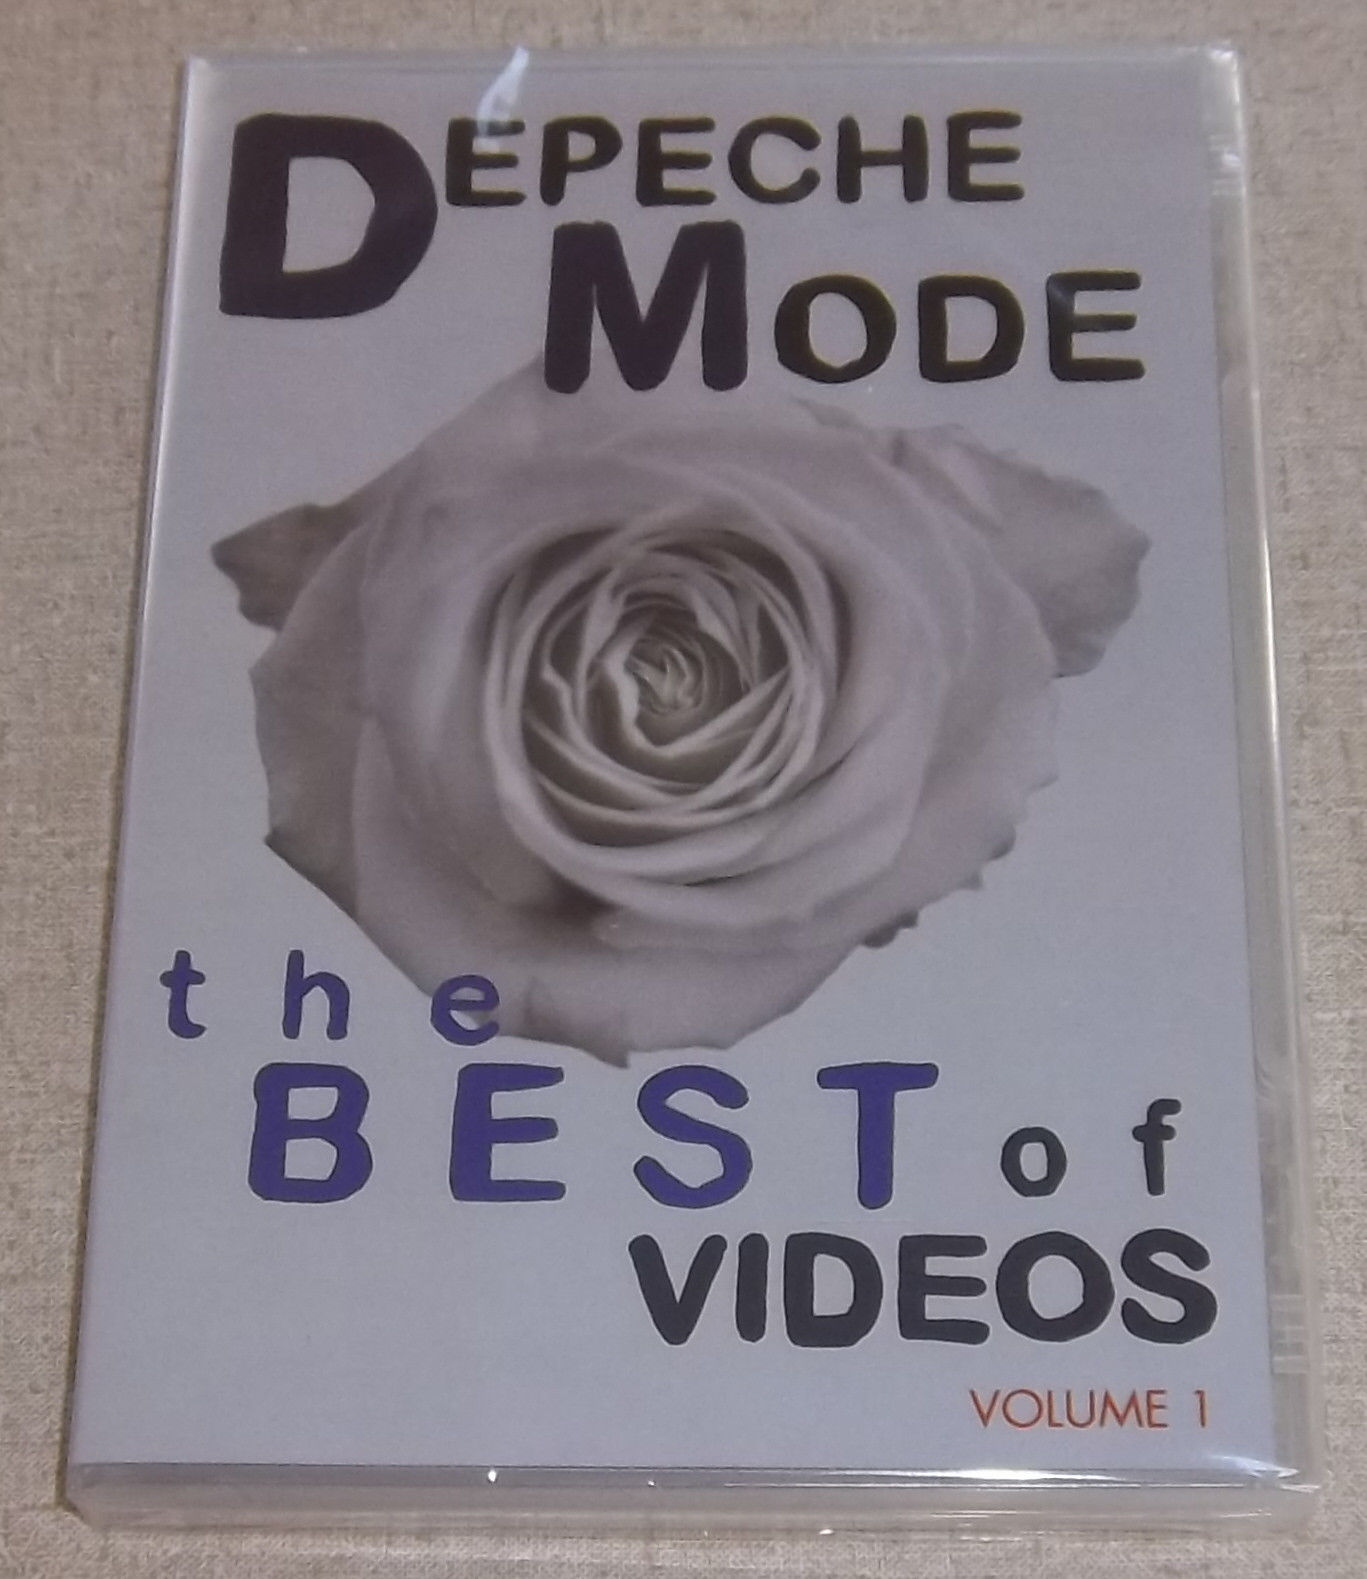 DEPECHE
MODE
the
BEST of
VIDEOS
VOLUME 1